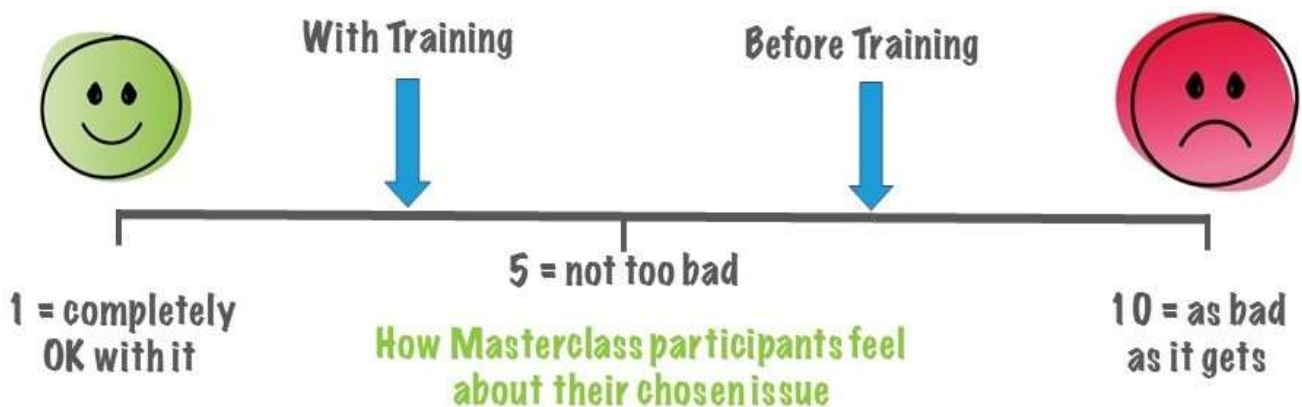 With Training
Before Training
5 = not too bad
1 = completely
OK with it
10 = as bad
as it gets
How Masterclass participants feel
about their chosen issue